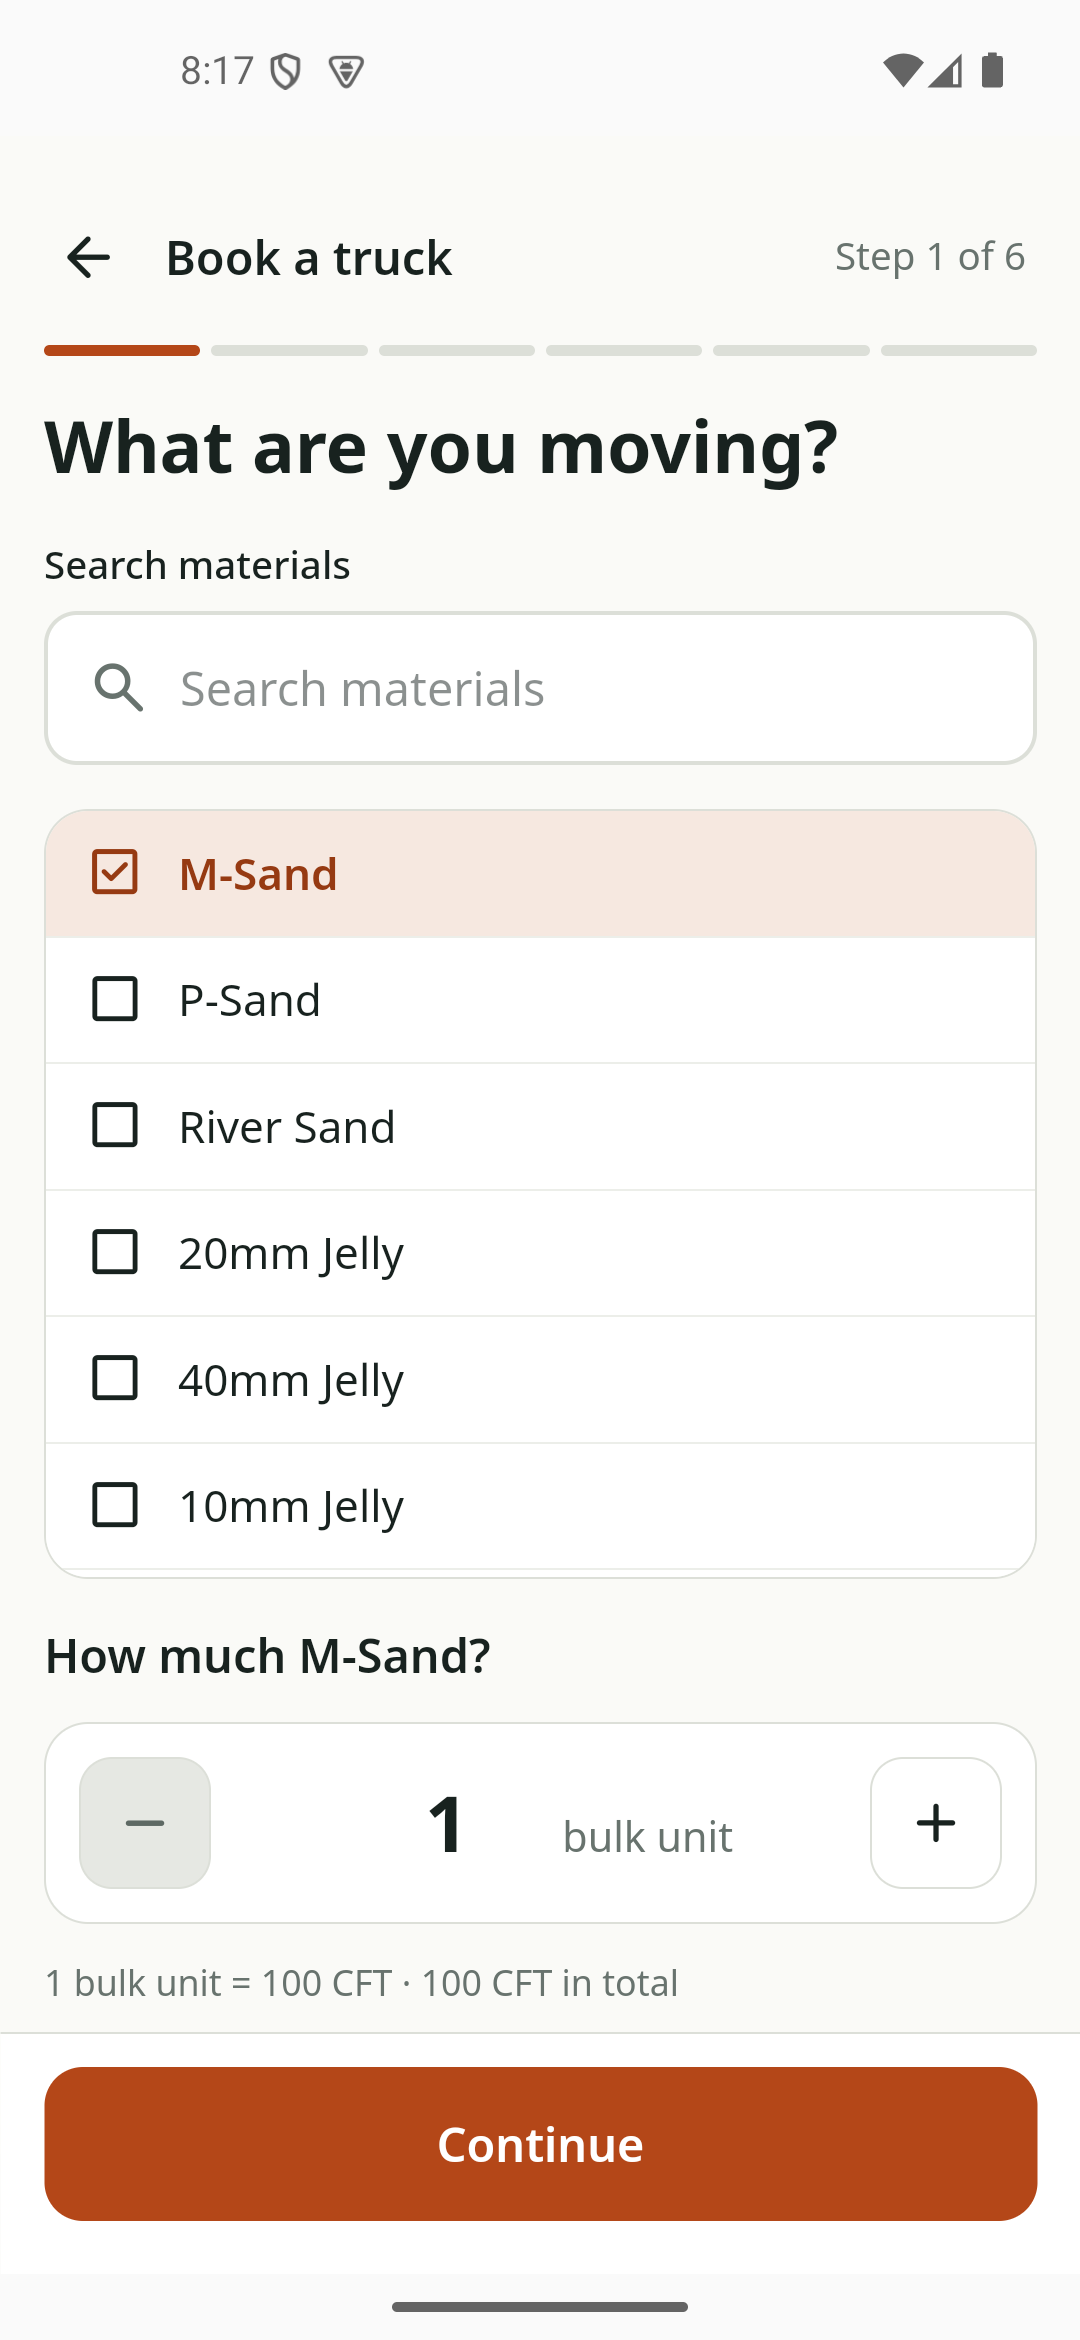 8:17
Book a truck
Step 1 of 6
What are you moving?
Search materials
Search materials
M-Sand
P-Sand
River Sand
20mm Jelly
40mm Jelly
10mm Jelly
How much M-Sand?
1 bulk unit
1 bulk unit = 100 CFT · 100 CFT in total
Continue